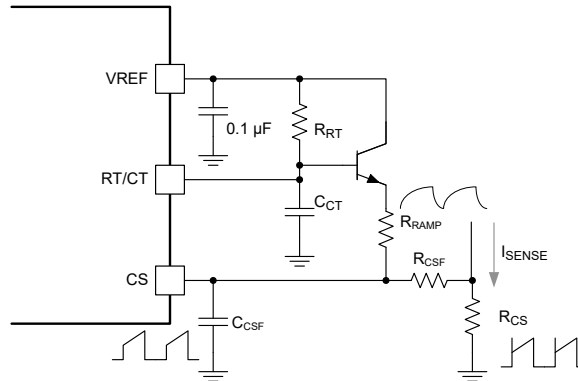 VREF
0.1 µF
RRT
RT/CT
CCT
RRAMP
RCSF
ISENSE
CS
CCSF
RCS